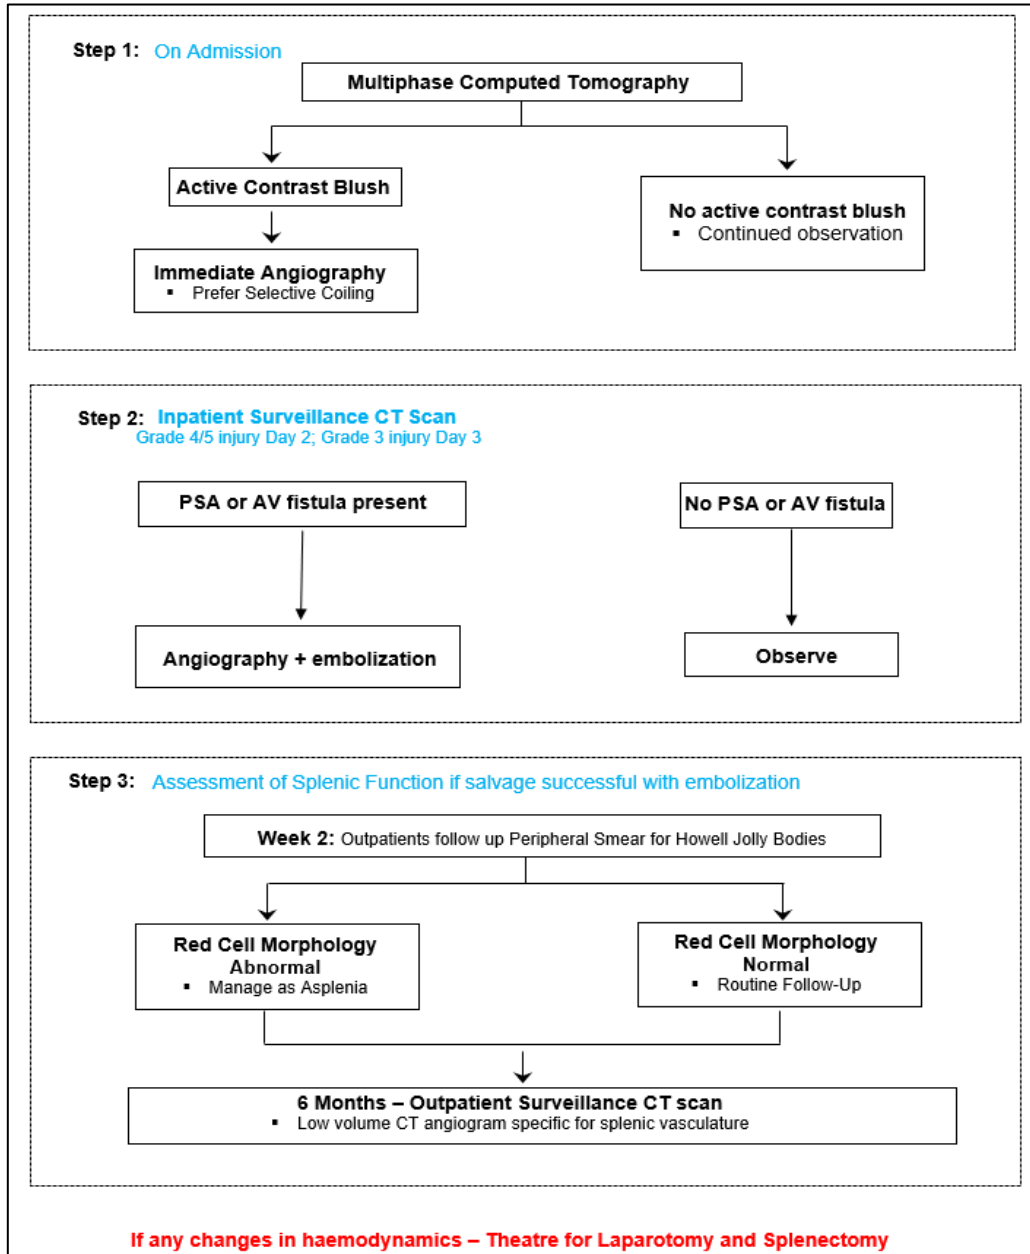 Step 1: On Admission
Multiphase Computed Tomography
Active Contrast Blush
No active contrast blush
▪ Continued observation
Immediate Angiography
▪ Prefer Selective Coiling
Step 2: Inpatient Surveillance CT Scan
Grade 4/5 injury Day 2; Grade 3 injury Day 3
PSA or AV fistula present
No PSA or AV fistula
Angiography + embolization
Observe
Step 3: Assessment of Splenic Function if salvage successful with embolization
Week 2: Outpatients follow up Peripheral Smear for Howell Jolly Bodies
Red Cell Morphology
Abnormal
▪ Manage as Asplenia
Red Cell Morphology
Normal
▪ Routine Follow-Up
6 Months – Outpatient Surveillance CT scan
▪ Low volume CT angiogram specific for splenic vasculature
If any changes in haemodynamics – Theatre for Laparotomy and Splenectomy